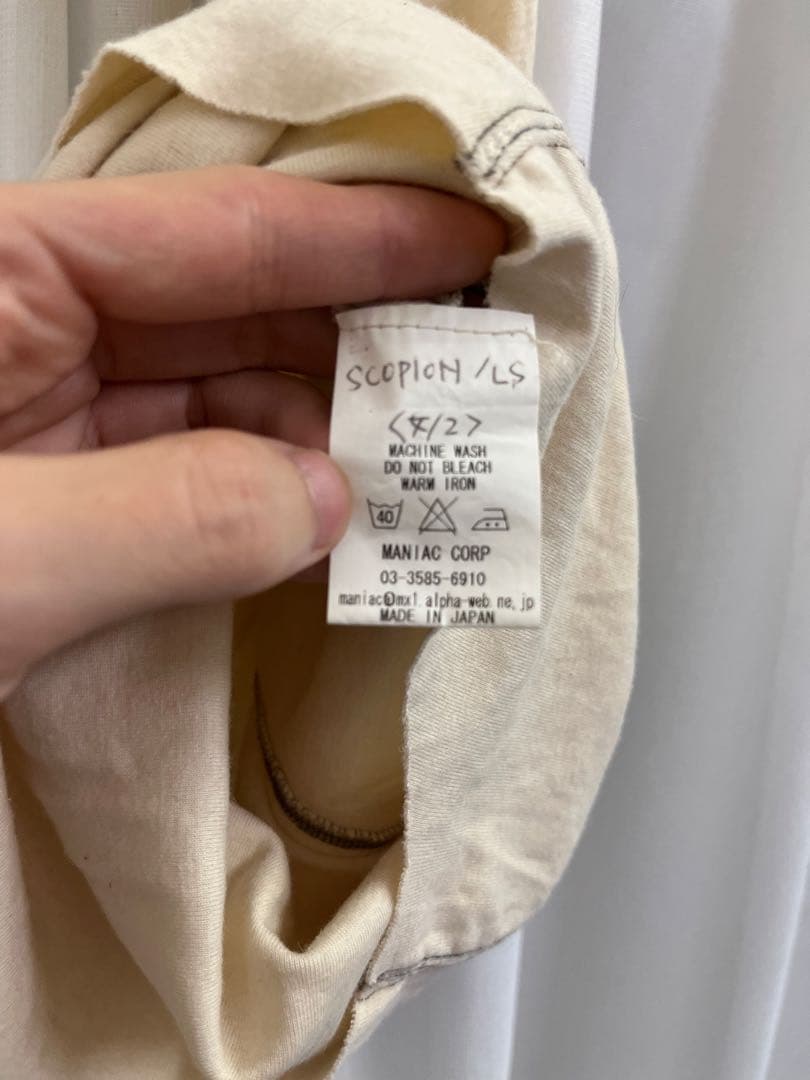 SCOPION /LS
MACHINE WASH
DO NOT BLEACH
WARM IRON
40
MANIAC CORP
03-3585-6910
maniac@mx1.alpha-web.ne.jp
MADE IN JAPAN